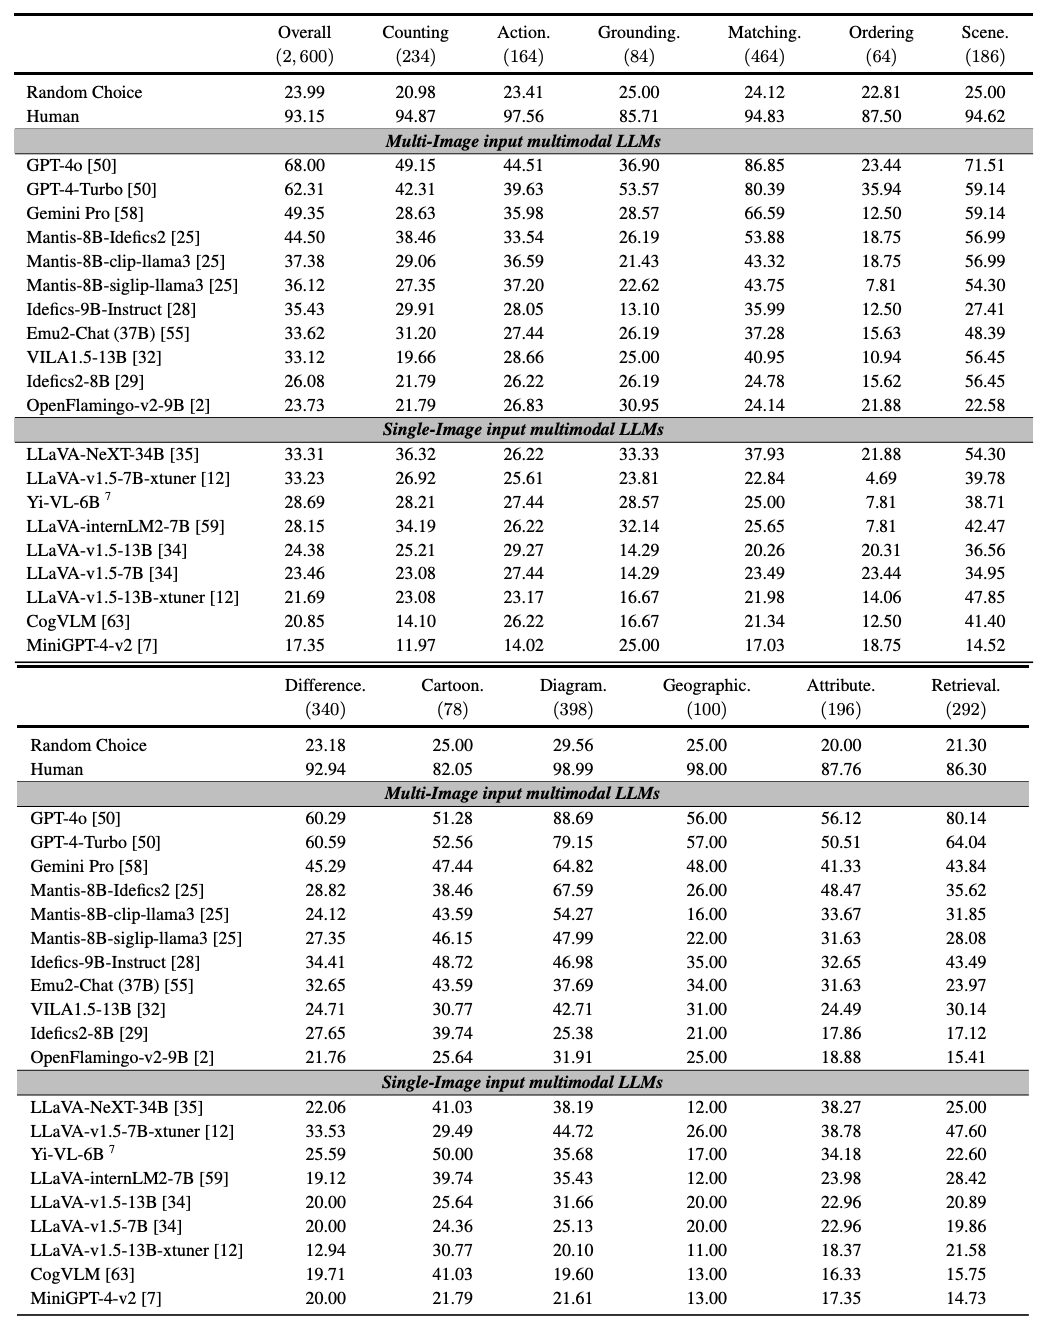 Overall Counting Action. Grounding. Matching. Ordering Scene.
(2, 600) (234) (164) (84) (464) (64) (186)
Random Choice 23.99 20.98 23.41 25.00 24.12 22.81 25.00
Human 93.15 94.87 97.56 85.71 94.83 87.50 94.62
Multi-Image input multimodal LLMs
GPT-4o [50] 68.00 49.15 44.51 36.90 86.85 23.44 71.51
GPT-4-Turbo [50] 62.31 42.31 39.63 53.57 80.39 35.94 59.14
Gemini Pro [58] 49.35 28.63 35.98 28.57 66.59 12.50 59.14
Mantis-8B-Idefics2 [25] 44.50 38.46 33.54 26.19 53.88 18.75 56.99
Mantis-8B-clip-llama3 [25] 37.38 29.06 36.59 21.43 43.32 18.75 56.99
Mantis-8B-siglip-llama3 [25] 36.12 27.35 37.20 22.62 43.75 7.81 54.30
Idefics-9B-Instruct [28] 35.43 29.91 28.05 13.10 35.99 12.50 27.41
Emu2-Chat (37B) [55] 33.62 31.20 27.44 26.19 37.28 15.63 48.39
VILA1.5-13B [32] 33.12 19.66 28.66 25.00 40.95 10.94 56.45
Idefics2-8B [29] 26.08 21.79 26.22 26.19 24.78 15.62 56.45
OpenFlamingo-v2-9B [2] 23.73 21.79 26.83 30.95 24.14 21.88 22.58
Single-Image input multimodal LLMs
LLaVA-NeXT-34B [35] 33.31 36.32 26.22 33.33 37.93 21.88 54.30
LLaVA-v1.5-7B-xtuner [12] 33.23 26.92 25.61 23.81 22.84 4.69 39.78
Yi-VL-6B 7 28.69 28.21 27.44 28.57 25.00 7.81 38.71
LLaVA-internLM2-7B [59] 28.15 34.19 26.22 32.14 25.65 7.81 42.47
LLaVA-v1.5-13B [34] 24.38 25.21 29.27 14.29 20.26 20.31 36.56
LLaVA-v1.5-7B [34] 23.46 23.08 27.44 14.29 23.49 23.44 34.95
LLaVA-v1.5-13B-xtuner [12] 21.69 23.08 23.17 16.67 21.98 14.06 47.85
CogVLM [63] 20.85 14.10 26.22 16.67 21.34 12.50 41.40
MiniGPT-4-v2 [7] 17.35 11.97 14.02 25.00 17.03 18.75 14.52
Difference. Cartoon. Diagram. Geographic. Attribute. Retrieval.
(340) (78) (398) (100) (196) (292)
Random Choice 23.18 25.00 29.56 25.00 20.00 21.30
Human 92.94 82.05 98.99 98.00 87.76 86.30
Multi-Image input multimodal LLMs
GPT-4o [50] 60.29 51.28 88.69 56.00 56.12 80.14
GPT-4-Turbo [50] 60.59 52.56 79.15 57.00 50.51 64.04
Gemini Pro [58] 45.29 47.44 64.82 48.00 41.33 43.84
Mantis-8B-Idefics2 [25] 28.82 38.46 67.59 26.00 48.47 35.62
Mantis-8B-clip-llama3 [25] 24.12 43.59 54.27 16.00 33.67 31.85
Mantis-8B-siglip-llama3 [25] 27.35 46.15 47.99 22.00 31.63 28.08
Idefics-9B-Instruct [28] 34.41 48.72 46.98 35.00 32.65 43.49
Emu2-Chat (37B) [55] 32.65 43.59 37.69 34.00 31.63 23.97
VILA1.5-13B [32] 24.71 30.77 42.71 31.00 24.49 30.14
Idefics2-8B [29] 27.65 39.74 25.38 21.00 17.86 17.12
OpenFlamingo-v2-9B [2] 21.76 25.64 31.91 25.00 18.88 15.41
Single-Image input multimodal LLMs
LLaVA-NeXT-34B [35] 22.06 41.03 38.19 12.00 38.27 25.00
LLaVA-v1.5-7B-xtuner [12] 33.53 29.49 44.72 26.00 38.78 47.60
Yi-VL-6B 7 25.59 50.00 35.68 17.00 34.18 22.60
LLaVA-internLM2-7B [59] 19.12 39.74 35.43 12.00 23.98 28.42
LLaVA-v1.5-13B [34] 20.00 25.64 31.66 20.00 22.96 20.89
LLaVA-v1.5-7B [34] 20.00 24.36 25.13 20.00 22.96 19.86
LLaVA-v1.5-13B-xtuner [12] 12.94 30.77 20.10 11.00 18.37 21.58
CogVLM [63] 19.71 41.03 19.60 13.00 16.33 15.75
MiniGPT-4-v2 [7] 20.00 21.79 21.61 13.00 17.35 14.73